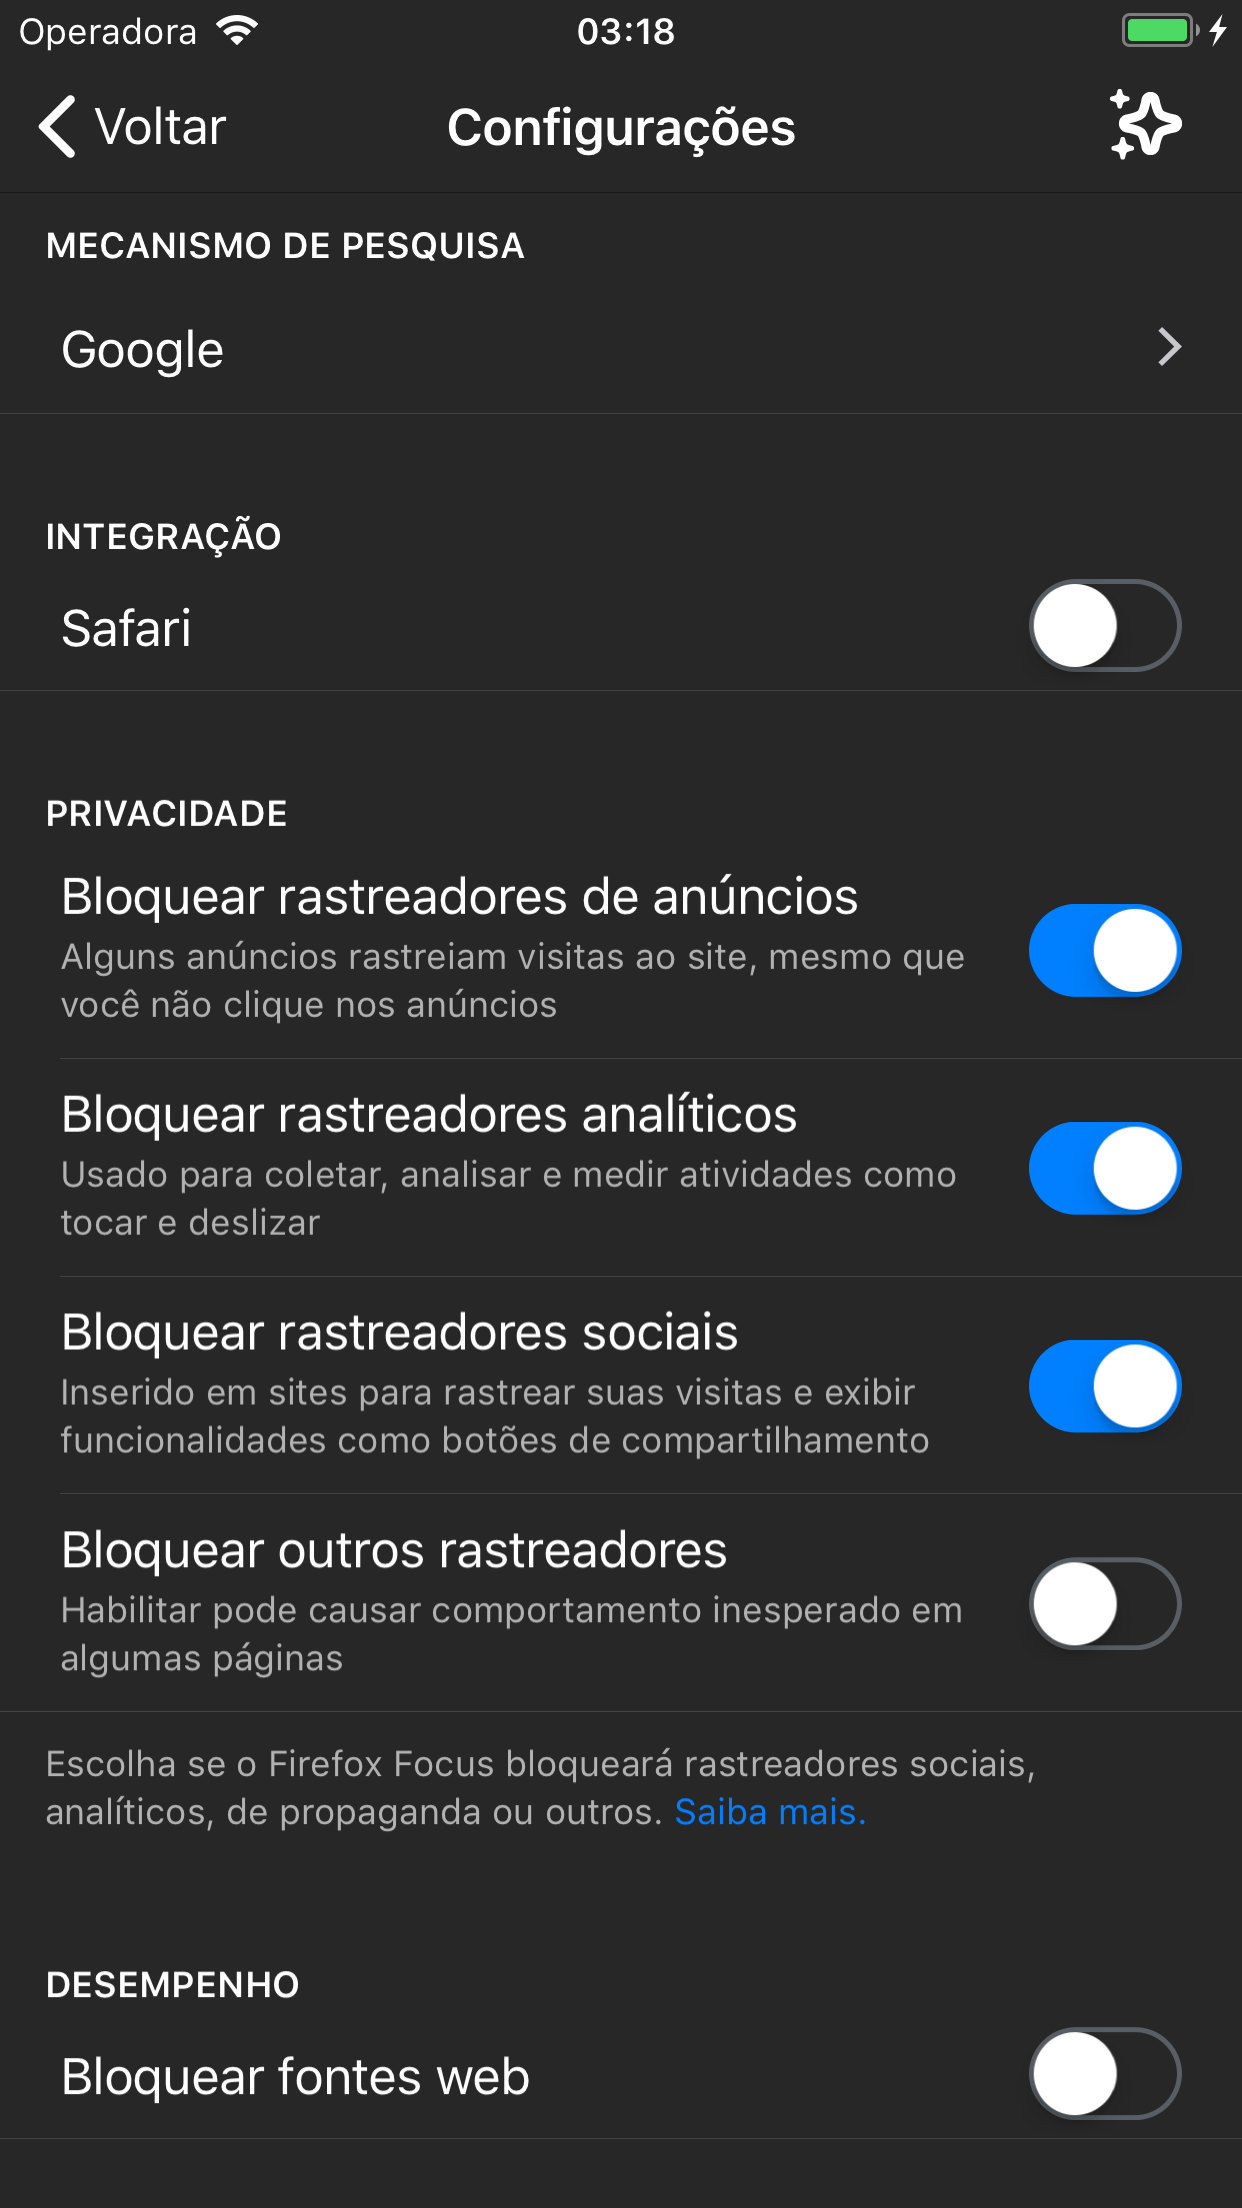 Operadora
03:18
Voltar
Configurações
MECANISMO DE PESQUISA
Google
INTEGRAÇÃO
Safari
PRIVACIDADE
Bloquear rastreadores de anúncios
Alguns anúncios rastreiam visitas ao site, mesmo que
você não clique nos anúncios
Bloquear rastreadores analíticos
Usado para coletar, analisar e medir atividades como
tocar e deslizar
Bloquear rastreadores sociais
Inserido em sites para rastrear suas visitas e exibir
funcionalidades como botões de compartilhamento
Bloquear outros rastreadores
Habilitar pode causar comportamento inesperado em
algumas páginas
Escolha se o Firefox Focus bloqueará rastreadores sociais,
analíticos, de propaganda ou outros. Saiba mais.
DESEMPENHO
Bloquear fontes web